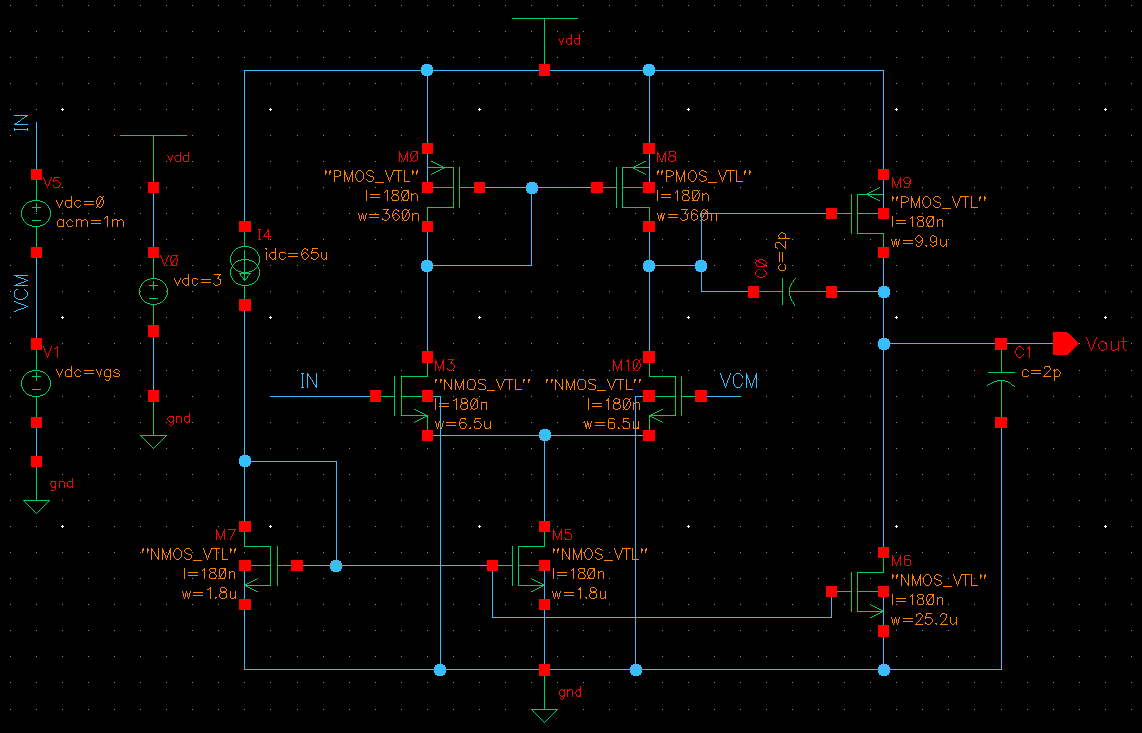 vdd
IN
V5
vdc=0
acm=1m
VCM
V1
vdc=vgs
gnd
vdd
V0
vdc=3
gnd
I4
idc=65u
M0
"PMOS_VTL"
l=180n
w=360n
M8
"PMOS_VTL"
l=180n
w=360n
M9
"PMOS_VTL"
l=180n
w=9.9u
C0
c=2p
IN
M3
"NMOS_VTL"
l=180n
w=6.5u
M10
"NMOS_VTL"
l=180n
w=6.5u
VCM
C1
c=2p
Vout
M7
"NMOS_VTL"
l=180n
w=1.8u
M5
"NMOS_VTL"
l=180n
w=1.8u
M6
"NMOS_VTL"
l=180n
w=25.2u
gnd